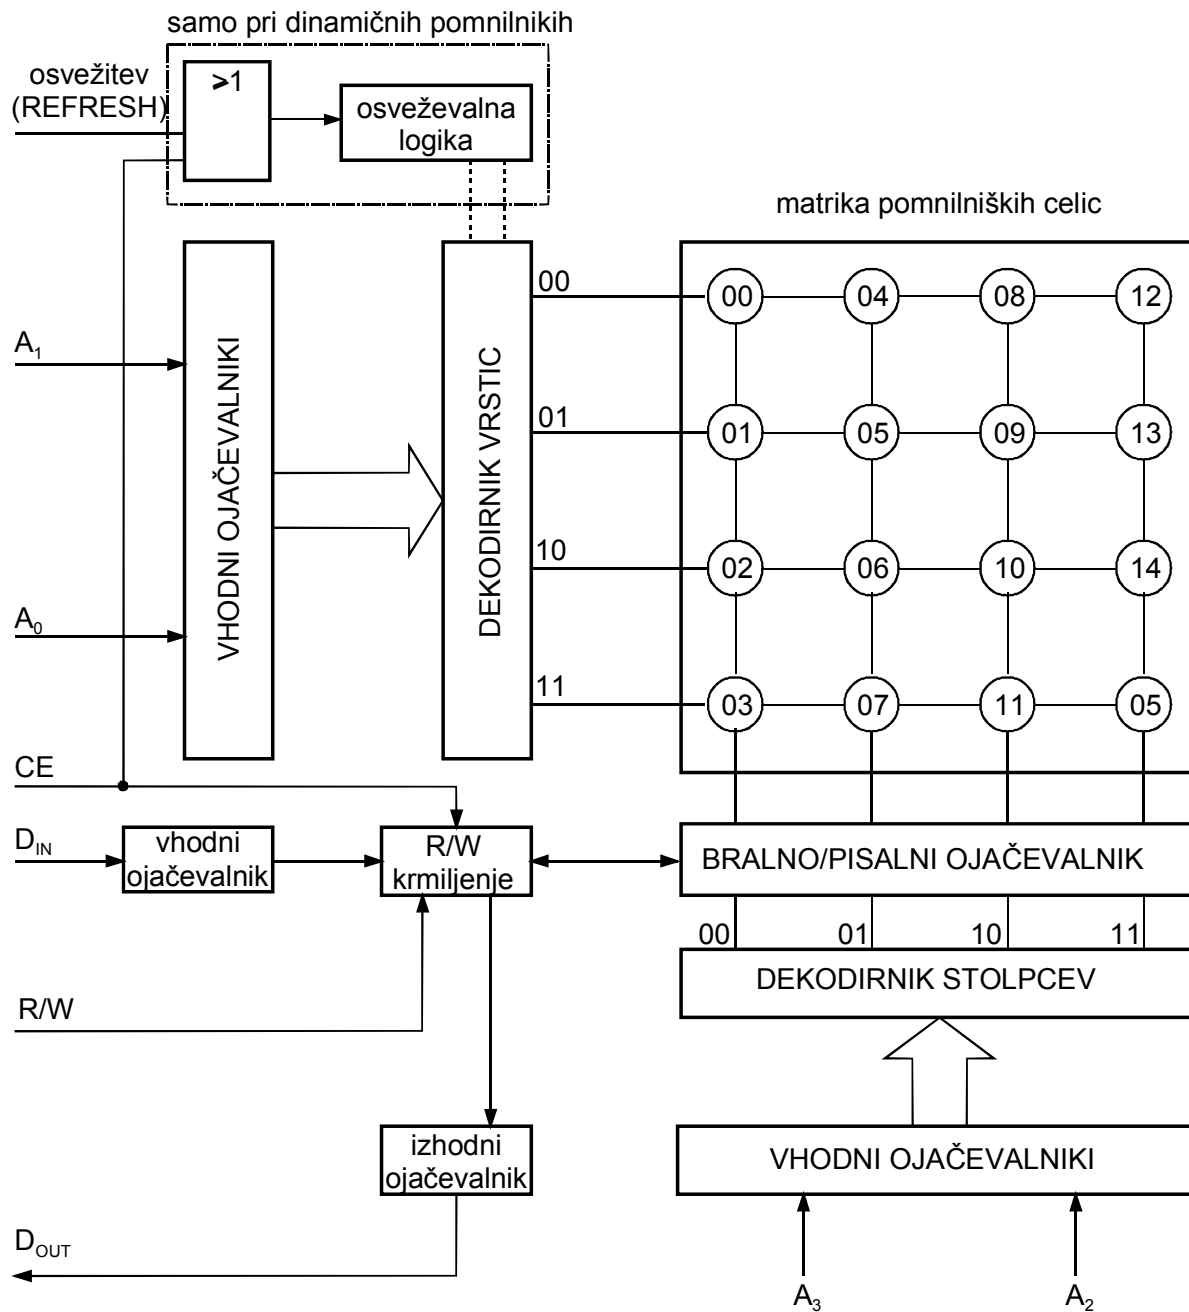 samo pri dinamičnih pomnilnikih
osvežitev
(REFRESH)
≥1
osveževalna
logika
matrika pomnilniških celic
A1
A0
VHODNI OJAČEVALNIKI
DEKODIRNIK VRSTIC
00
01
10
11
00 04 08 12
01 05 09 13
02 06 10 14
03 07 11 05
CE
DIN
vhodni
ojačevalnik
R/W
krmiljenje
BRALNO/PISALNI OJAČEVALNIK
00 01 10 11
DEKODIRNIK STOLPCEV
R/W
izhodni
ojačevalnik
VHODNI OJAČEVALNIKI
DOUT
A3 A2